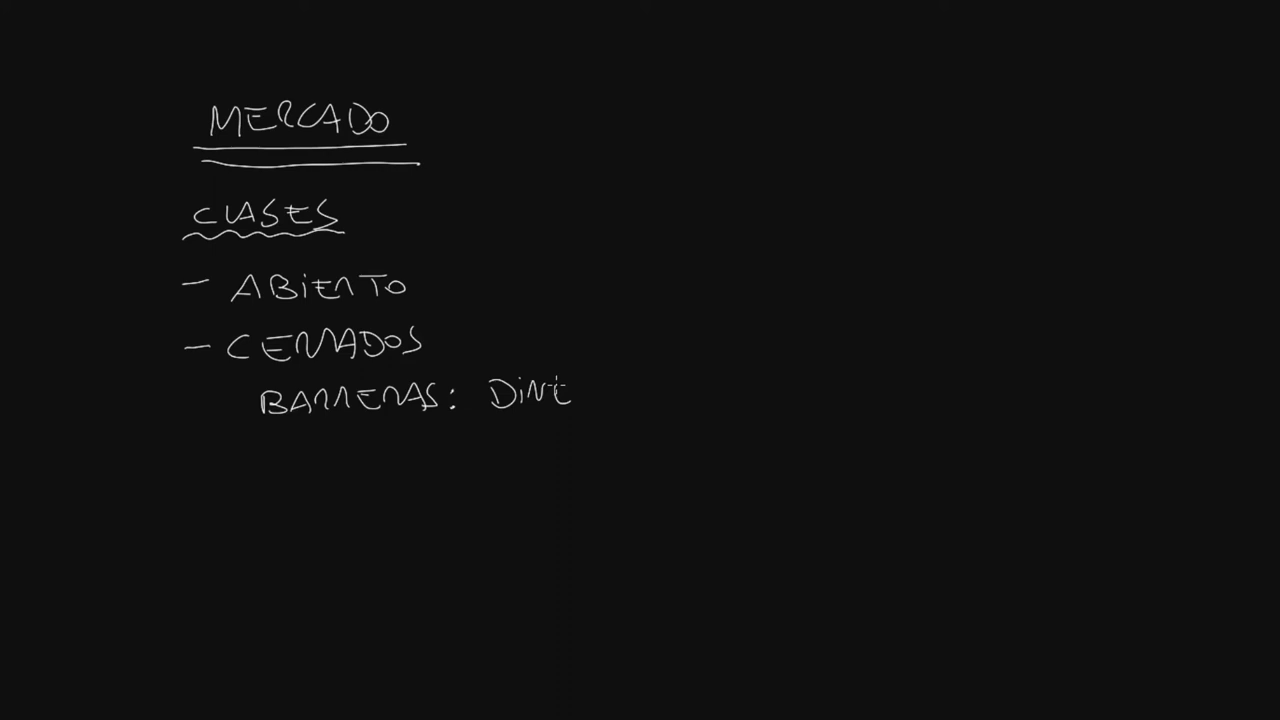 MERCADO
CLASES
- ABIERTO
- CERRADOS
BARRERAS: DINE